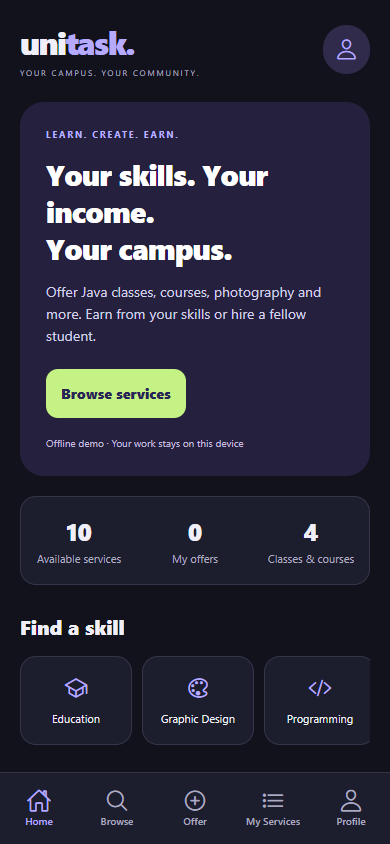 unitask.
YOUR CAMPUS. YOUR COMMUNITY.
LEARN. CREATE. EARN.
Your skills. Your
income.
Your campus.
Offer Java classes, courses, photography and
more. Earn from your skills or hire a fellow
student.
Browse services
Offline demo · Your work stays on this device
10 0 4
Available services My offers Classes & courses
Find a skill
Education Graphic Design Programming
Home Browse Offer My Services Profile